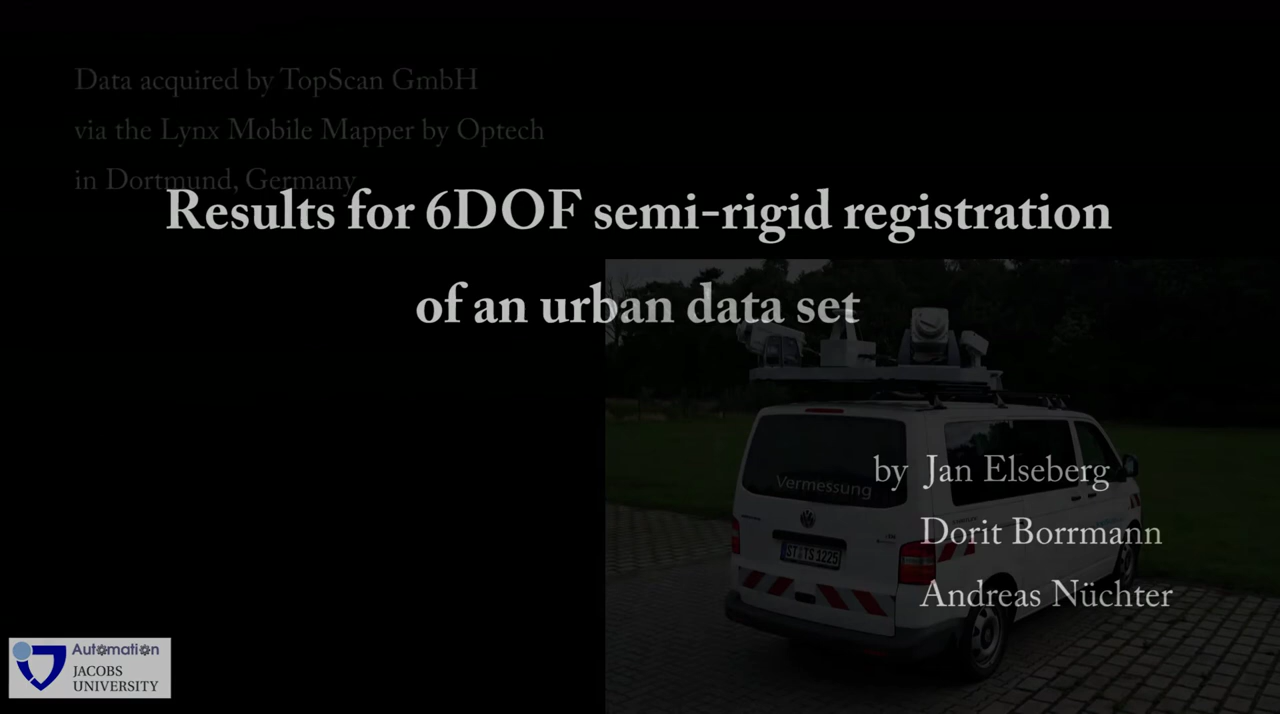 Data acquired by TopScan GmbH
via the Lynx Mobile Mapper by Optech
in Dortmund, Germany
Results for 6DOF semi-rigid registration
of an urban data set
by Jan Elseberg
Dorit Borrmann
Andreas Nüchter
Vermessung
ST TS 1225
Automation
JACOBS
UNIVERSITY